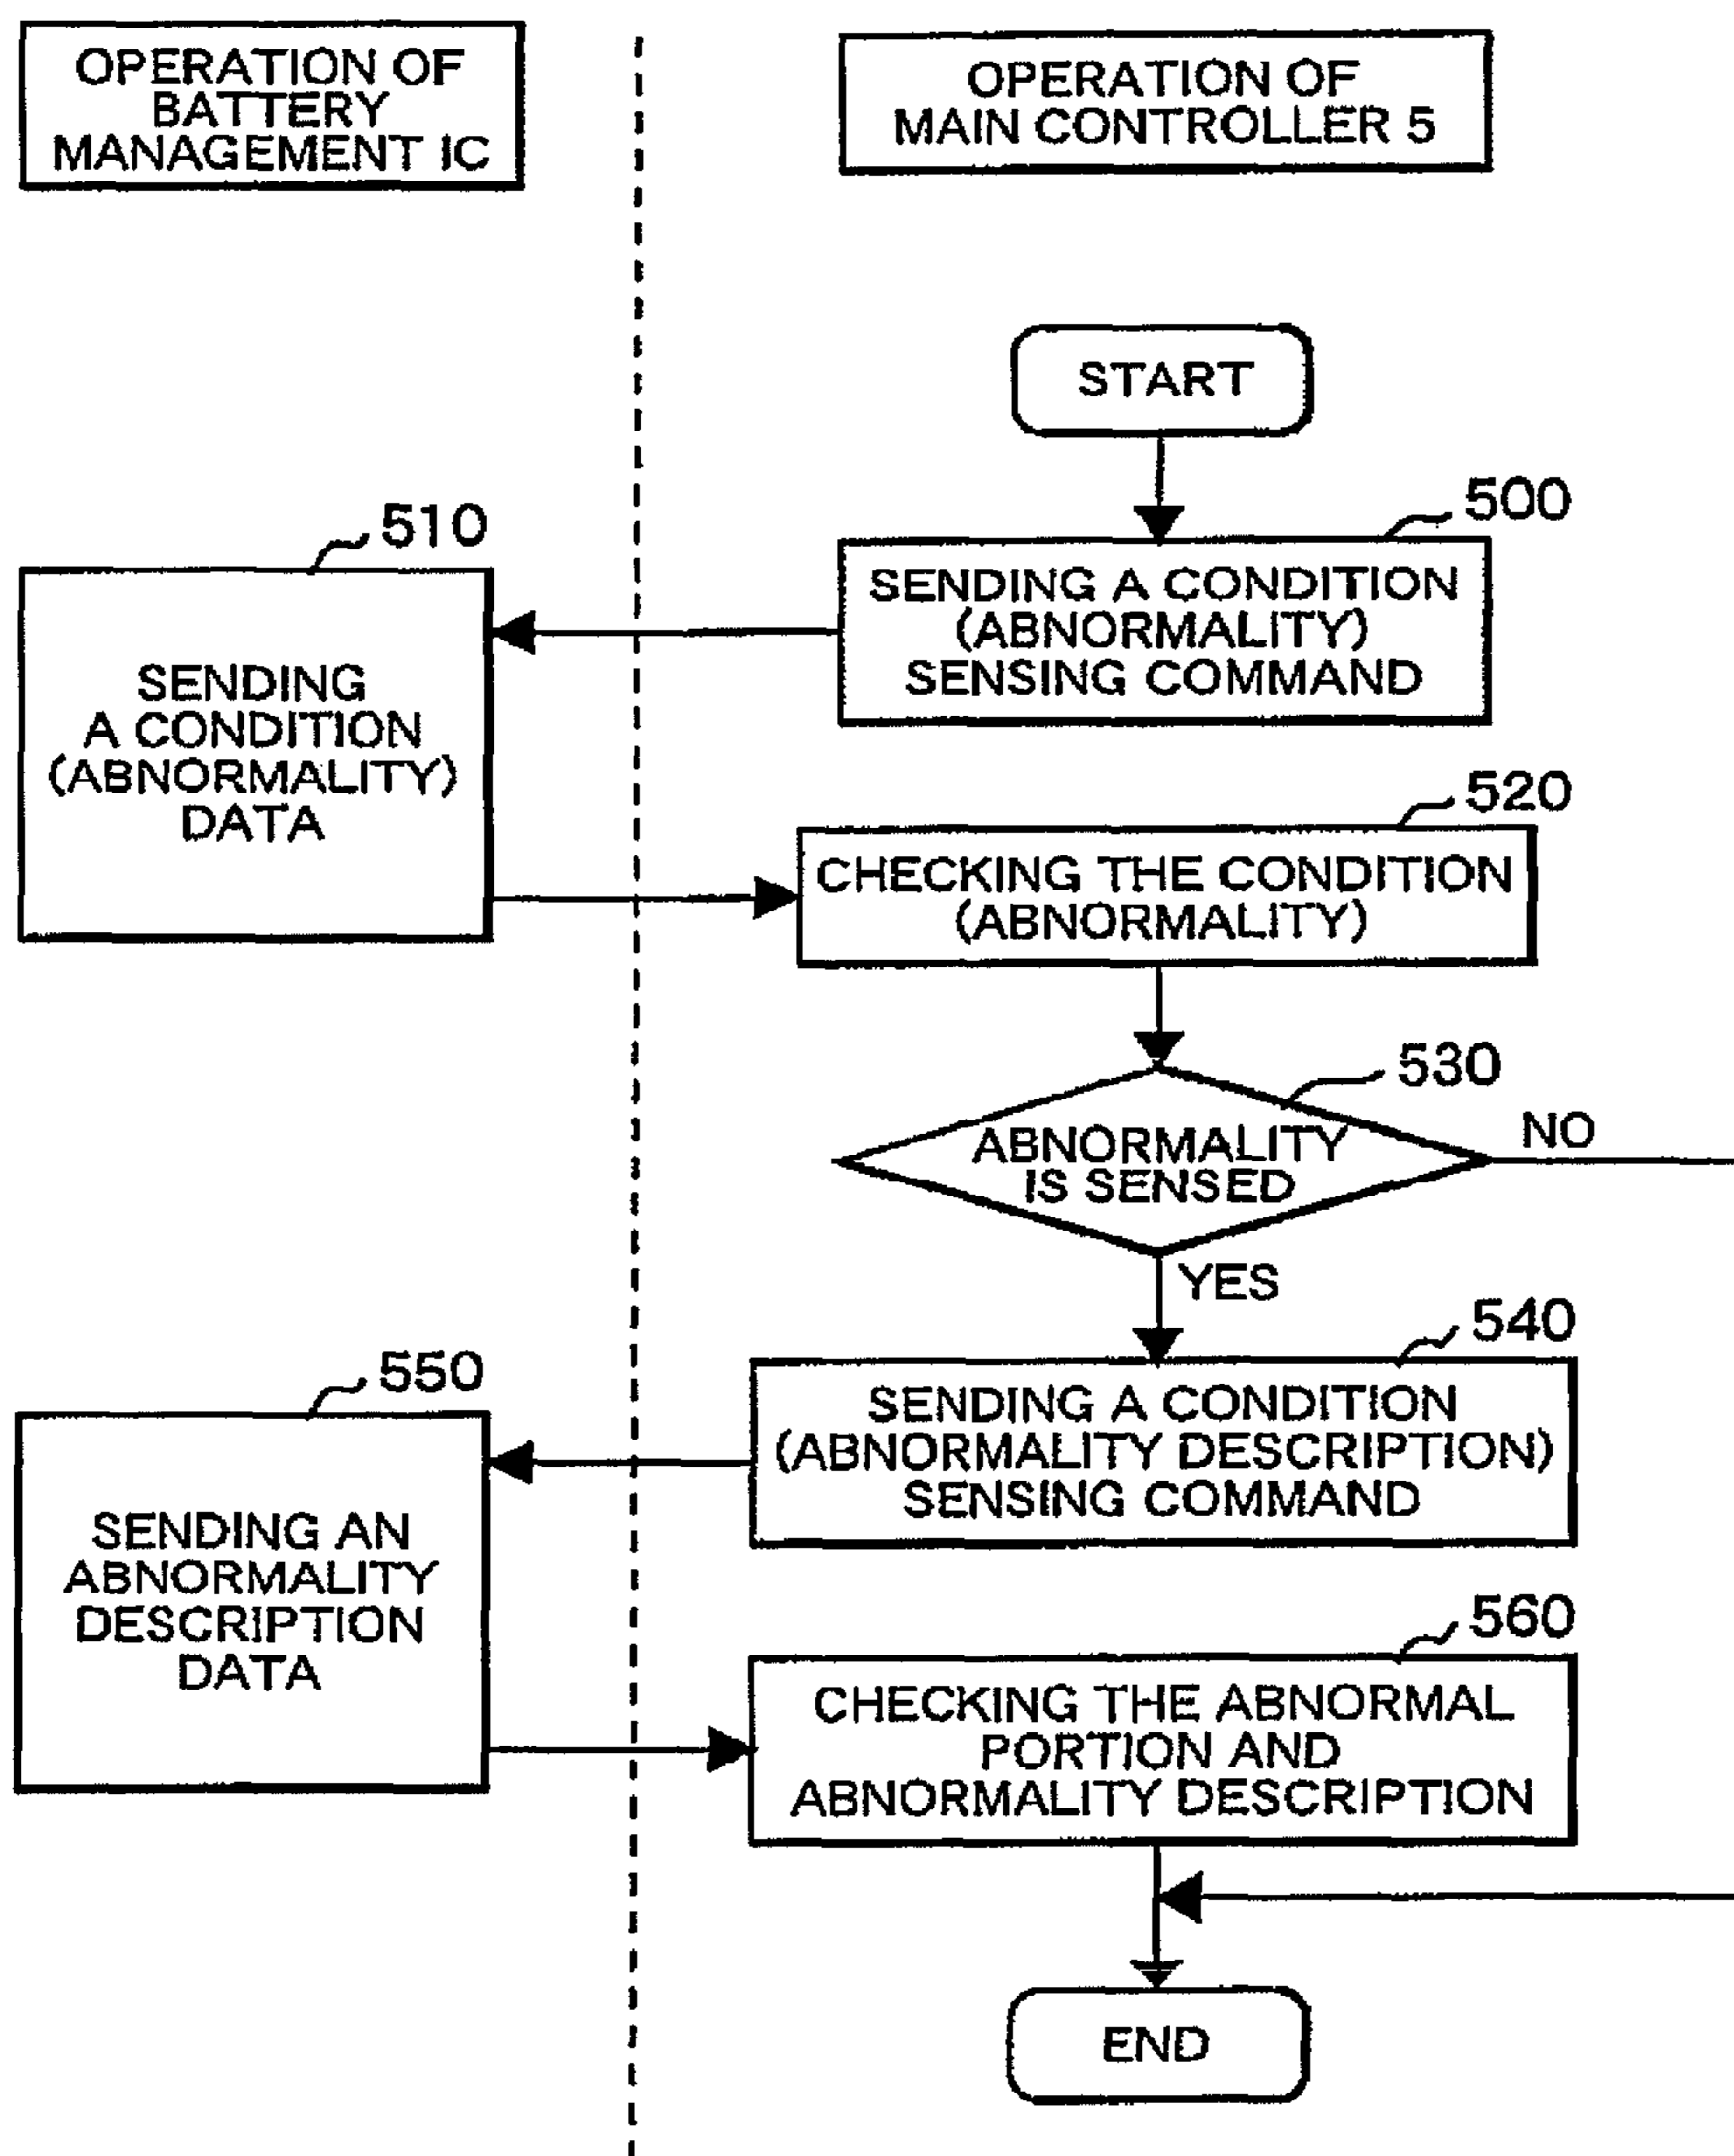 OPERATION OF
BATTERY
MANAGEMENT IC
OPERATION OF
MAIN CONTROLLER 5
START
500
SENDING A CONDITION
(ABNORMALITY)
SENSING COMMAND
510
SENDING
A CONDITION
(ABNORMALITY)
DATA
520
CHECKING THE CONDITION
(ABNORMALITY)
530
ABNORMALITY
IS SENSED
NO
YES
540
SENDING A CONDITION
(ABNORMALITY DESCRIPTION)
SENSING COMMAND
550
SENDING AN
ABNORMALITY
DESCRIPTION
DATA
560
CHECKING THE ABNORMAL
PORTION AND
ABNORMALITY DESCRIPTION
END